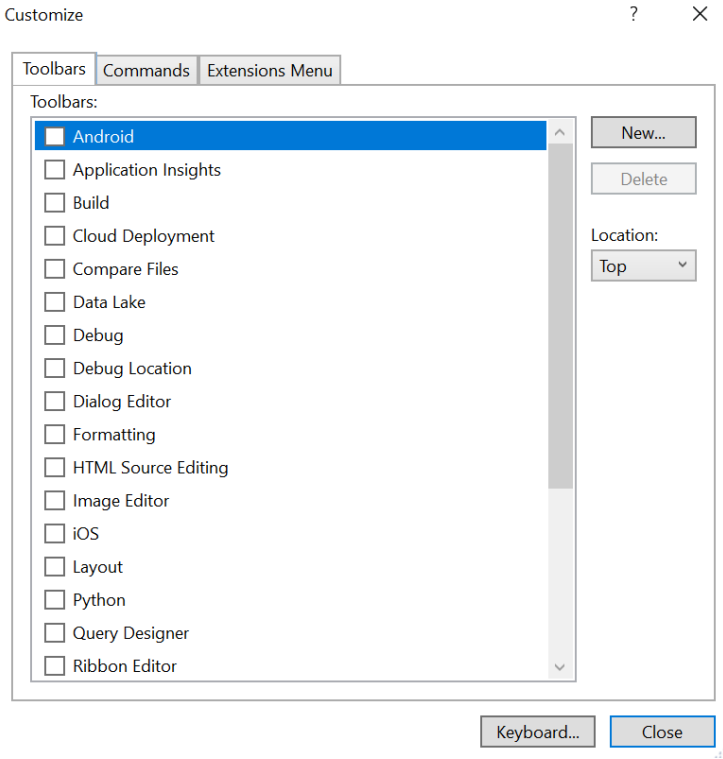 Customize ?
Toolbars Commands Extensions Menu
Toolbars:
Android
Application Insights
Build
Cloud Deployment
Compare Files
Data Lake
Debug
Debug Location
Dialog Editor
Formatting
HTML Source Editing
Image Editor
iOS
Layout
Python
Query Designer
Ribbon Editor
New...
Delete
Location:
Top
Keyboard... Close